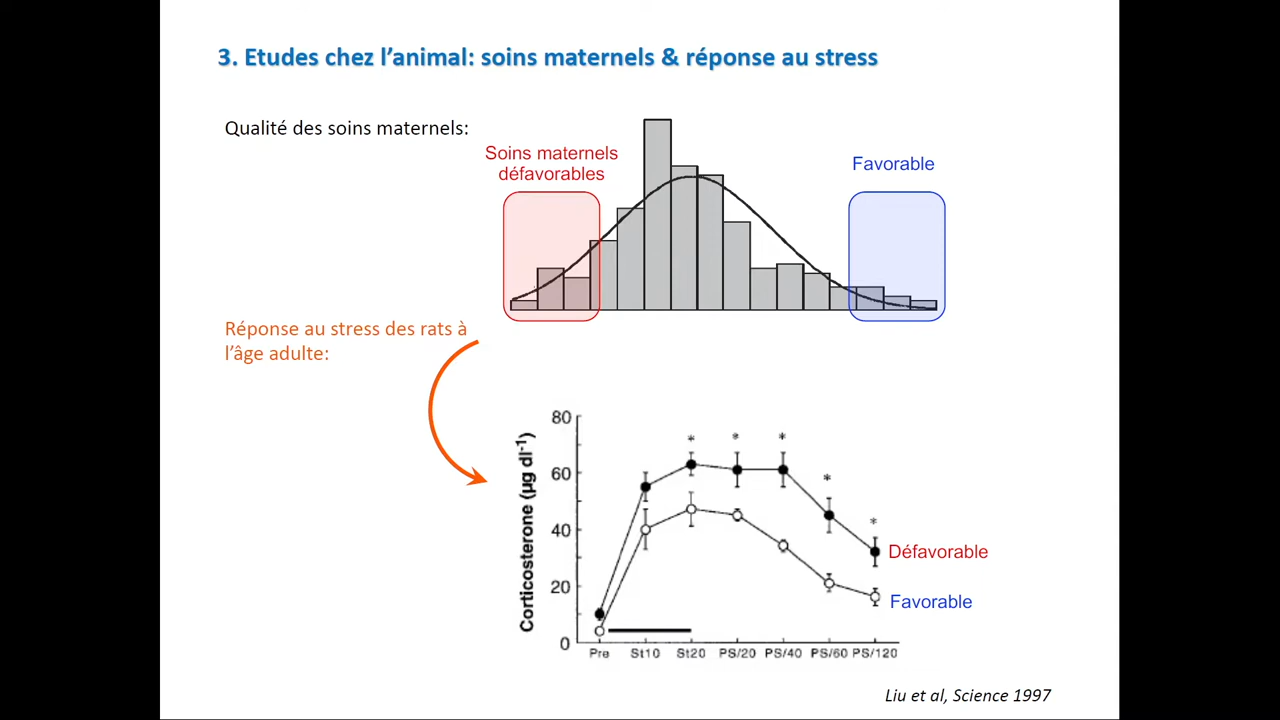 3. Etudes chez l’animal: soins maternels & réponse au stress
Qualité des soins maternels:
Soins maternels
défavorables
Favorable
Réponse au stress des rats à
l’âge adulte:
Corticosterone (µg dl⁻¹)
80
60
40
20
0
* * * * *
Défavorable
Favorable
Pre St10 St20 PS/20 PS/40 PS/60 PS/120
Liu et al, Science 1997